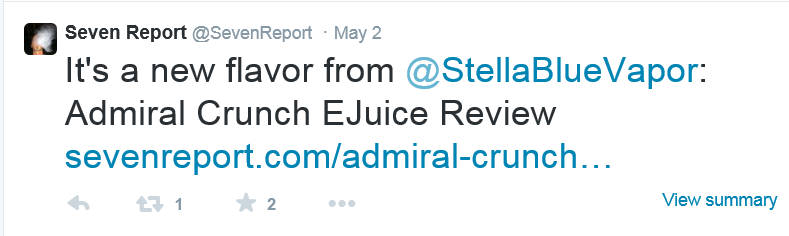 Seven Report @SevenReport · May 2
It's a new flavor from @StellaBlueVapor:
Admiral Crunch EJuice Review
sevenreport.com/admiral-crunch…
1 2 View summary